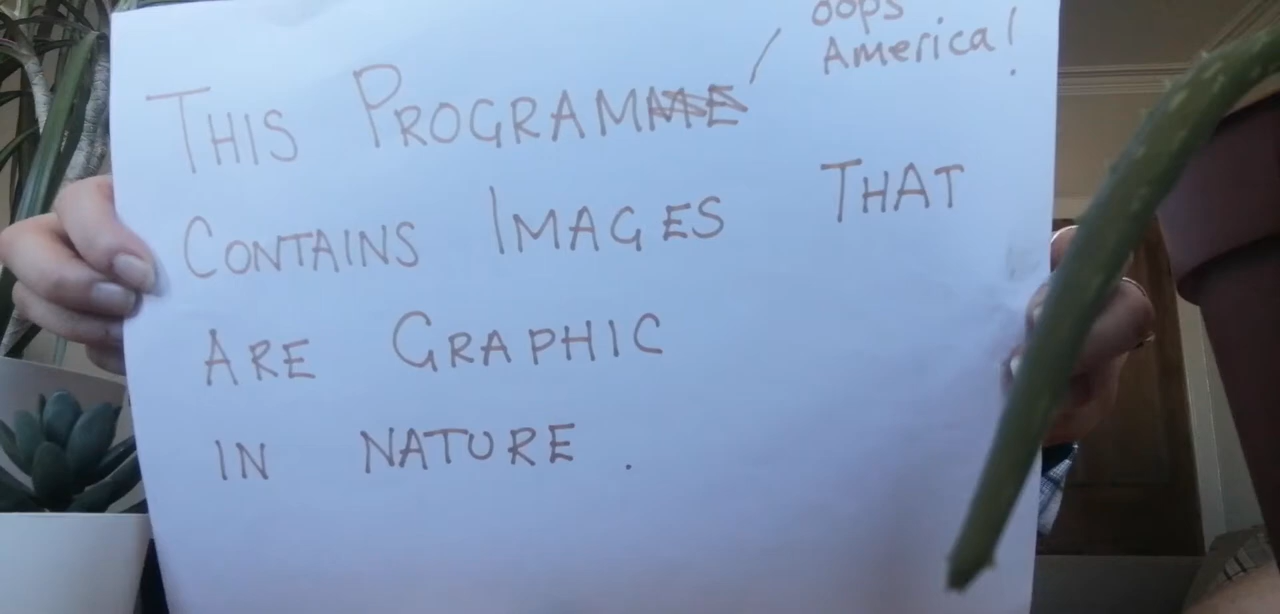 oops
America!
THIS PROGRAMME
CONTAINS IMAGES THAT
ARE GRAPHIC
IN NATURE.